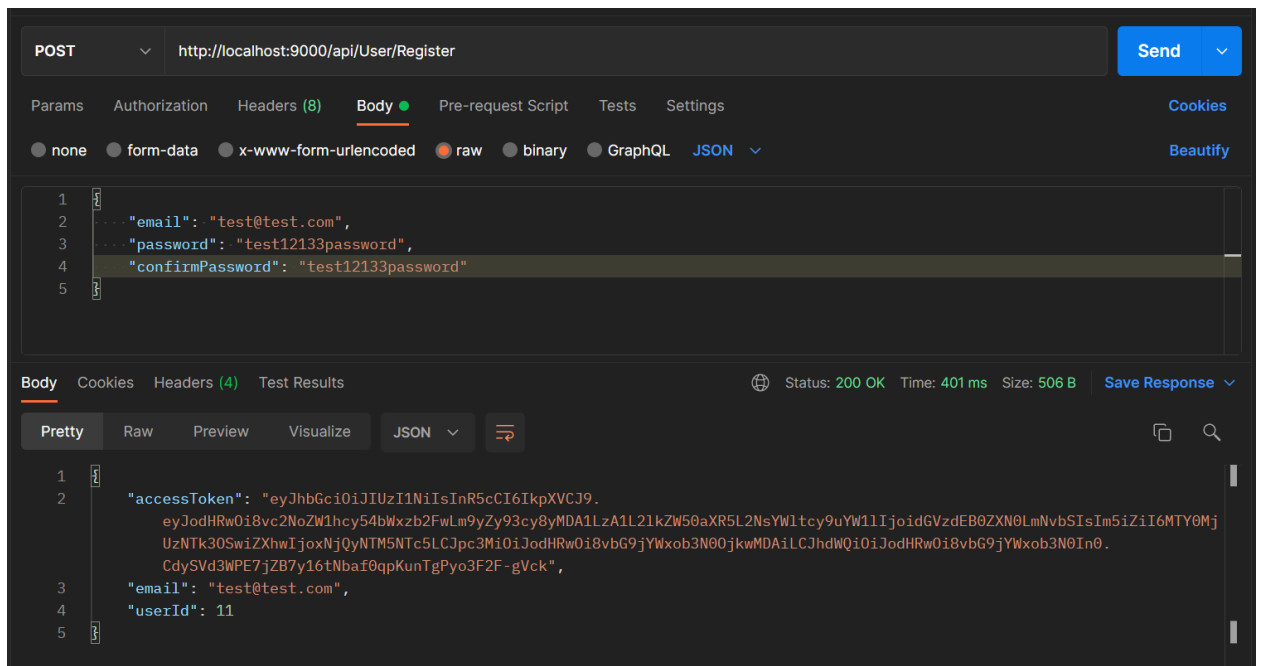 POST http://localhost:9000/api/User/Register Send
Params Authorization Headers (8) Body Pre-request Script Tests Settings Cookies
none form-data x-www-form-urlencoded raw binary GraphQL JSON Beautify
1 {
2 "email": "test@test.com",
3 "password": "test12133password",
4 "confirmPassword": "test12133password"
5 }
Body Cookies Headers (4) Test Results Status: 200 OK Time: 401 ms Size: 506 B Save Response
Pretty Raw Preview Visualize JSON
1 {
2 "accessToken": "eyJhbGciOiJIUzI1NiIsInR5cCI6IkpXVCJ9.
eyJodHRwOi8vc2NoZW1hcy54bWxzb2FwLm9yZy93cy8yMDA1LzA1L2lkZW50aXR5L2NsYWltcy9uYW1lIjoidGVzdEB0ZXN0LmNvbSIsIm5iZiI6MTY0Mj
UzNTk3OSwiZXhwIjoxNjQyNTM5NTc5LCJpc3MiOiJodHRwOi8vbG9jYWxob3N0OjkwMDAiLCJhdWQiOiJodHRwOi8vbG9jYWxob3N0In0.
CdySVd3WPE7jZB7y16tNbaf0qpKunTgPyo3F2F-gVck",
3 "email": "test@test.com",
4 "userId": 11
5 }